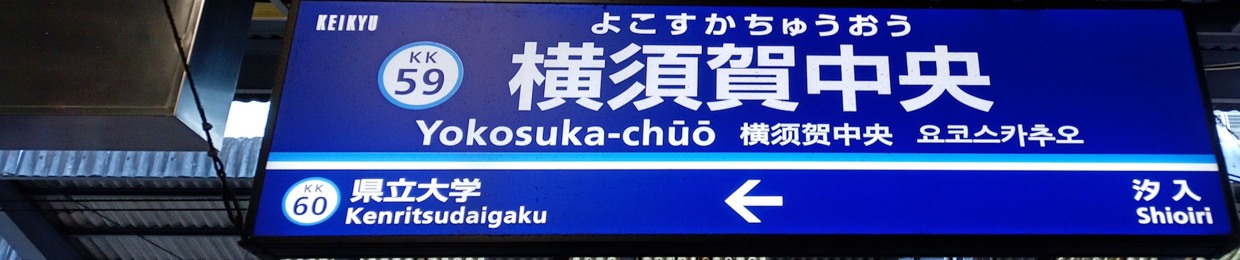 KEIKYU
よこすかちゅうおう
KK
59
横須賀中央
Yokosuka-chūō 横须贺中央 요코스카추오
KK
60
県立大学
Kenritsudaigaku
汐入
Shioiri